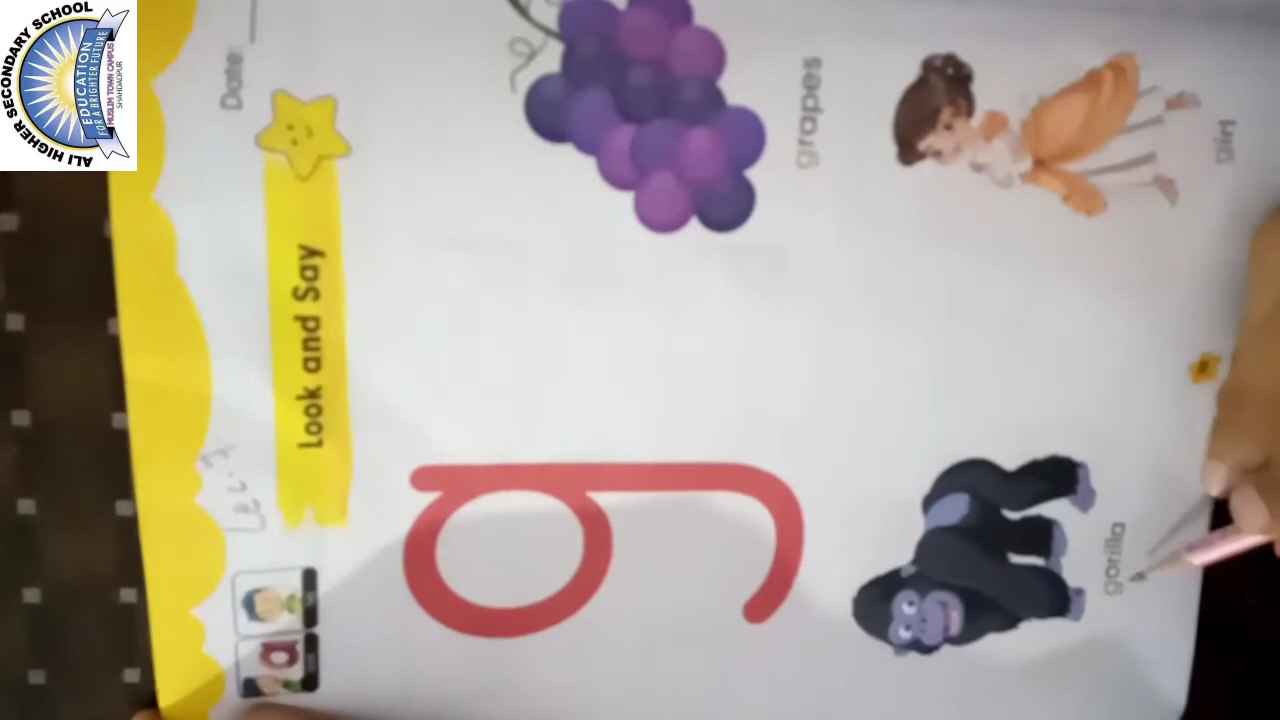 ALI HIGHER SECONDARY SCHOOL
EDUCATION
FOR A BRIGHTER FUTURE
MUSLIM TOWN CAMPUS
SHAHDADPUR
Date:
Look and Say
g
grapes
gorilla
girl